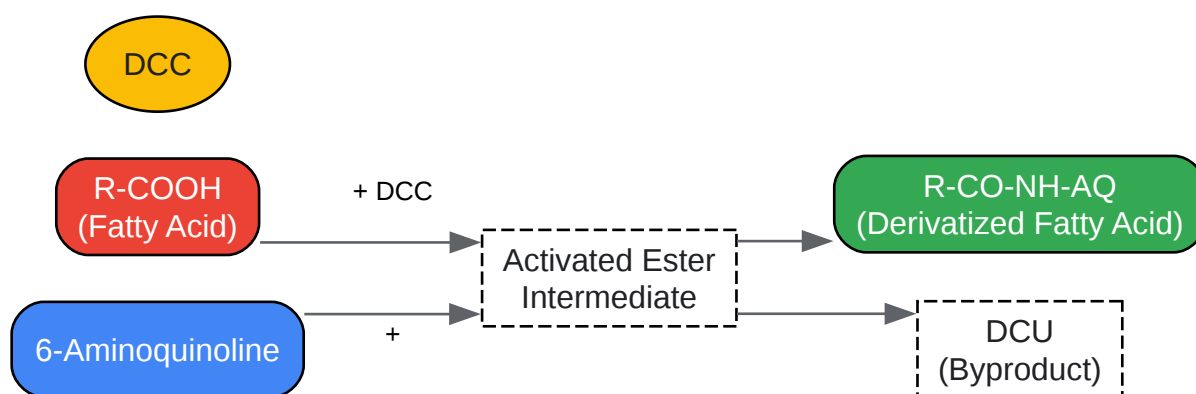 DCC
R-COOH
(Fatty Acid)
+ DCC
R-CO-NH-AQ
(Derivatized Fatty Acid)
Activated Ester
Intermediate
6-Aminoquinoline
+
DCU
(Byproduct)